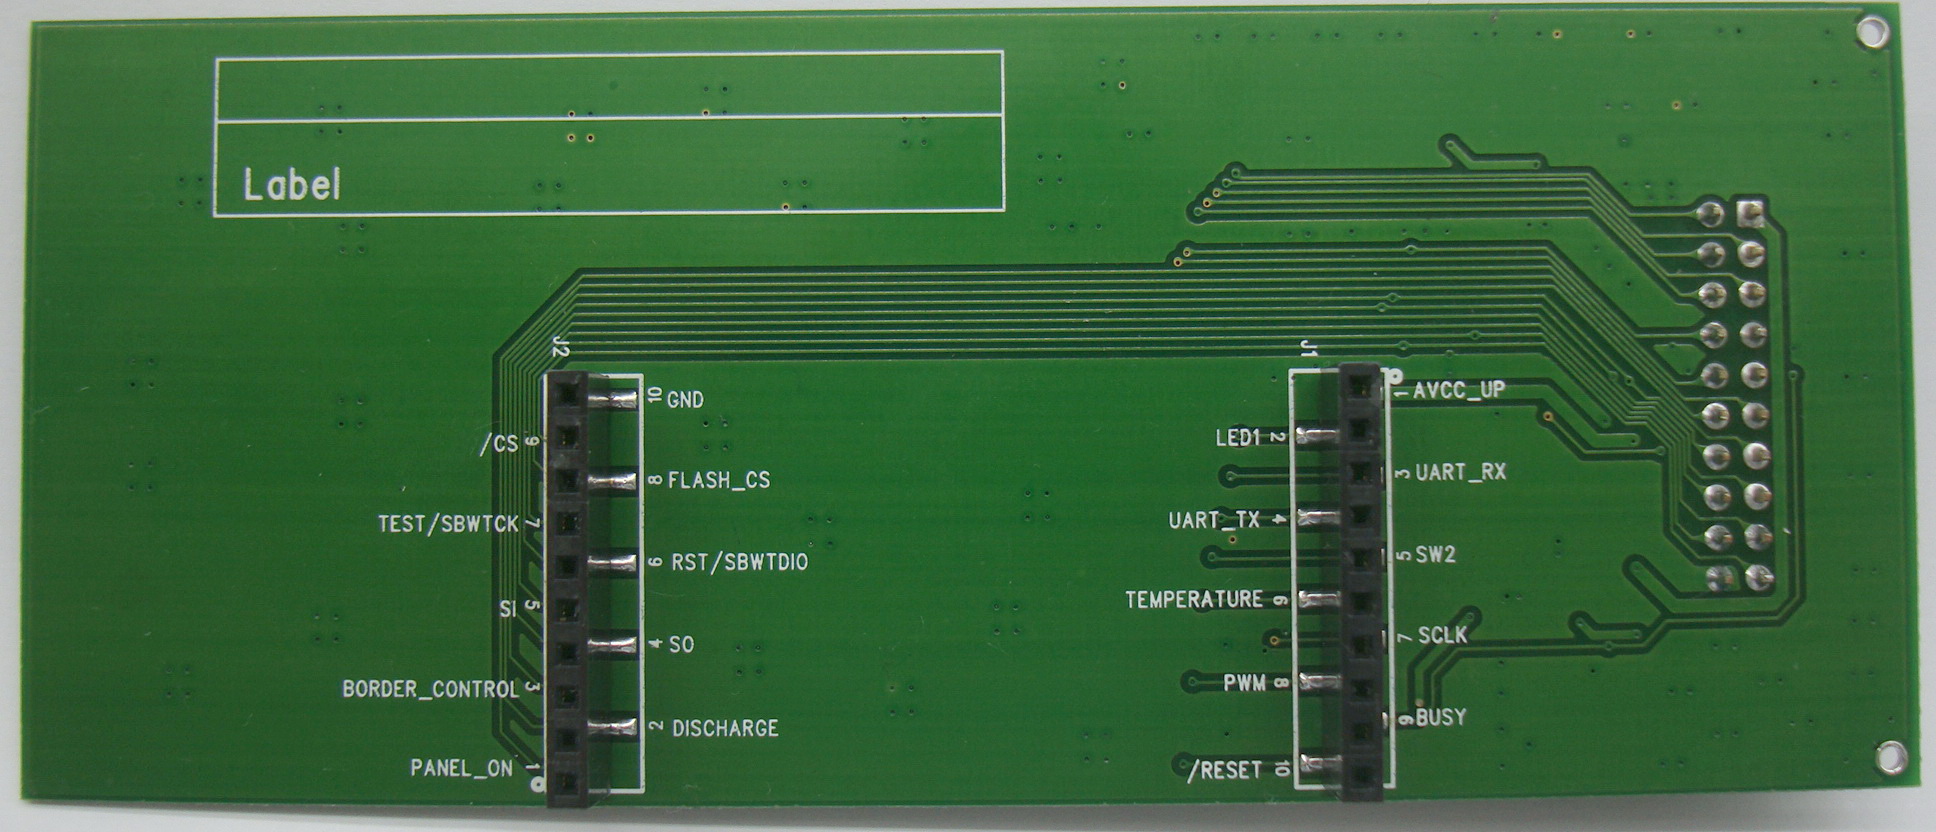 Label
J2
10 GND
/CS 9
8 FLASH_CS
TEST/SBWTCK 7
6 RST/SBWTDIO
SI 5
4 SO
BORDER_CONTROL 3
2 DISCHARGE
PANEL_ON 1
J1
1 AVCC_UP
LED1 2
3 UART_RX
UART_TX 4
5 SW2
TEMPERATURE 6
7 SCLK
PWM 8
9 BUSY
/RESET 10